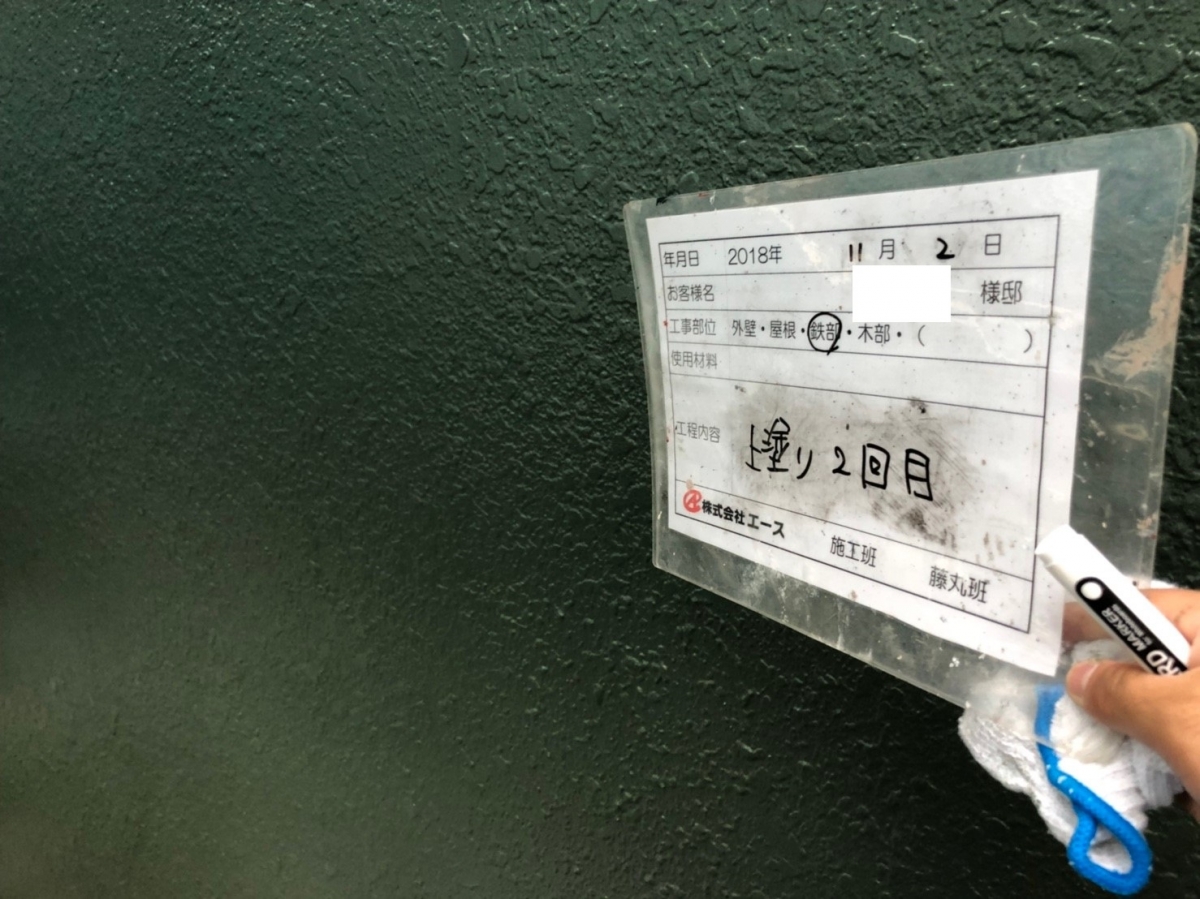 年月日 2018年 11月 2日
お客様名 様邸
工事部位 外壁・屋根・鉄部・木部・( )
使用材料
工程内容 上塗り2回目
株式会社エース 施工班 藤丸班
RD MARKER